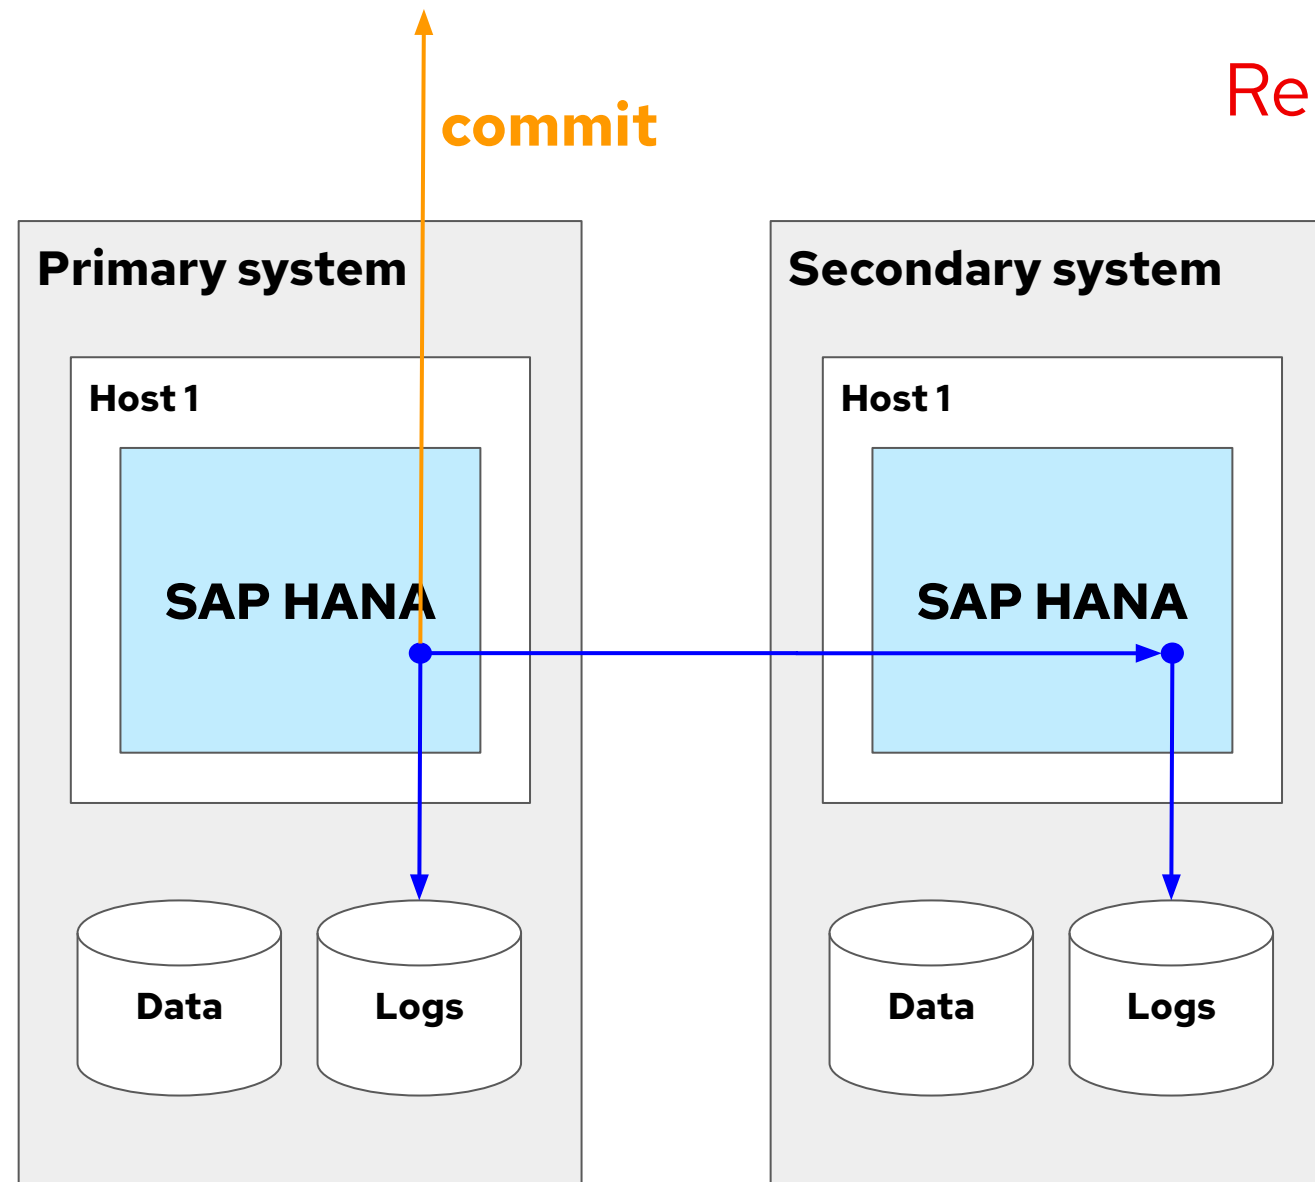 commit
Re
Primary system
Secondary system
Host 1
Host 1
SAP HANA
SAP HANA
Data
Logs
Data
Logs